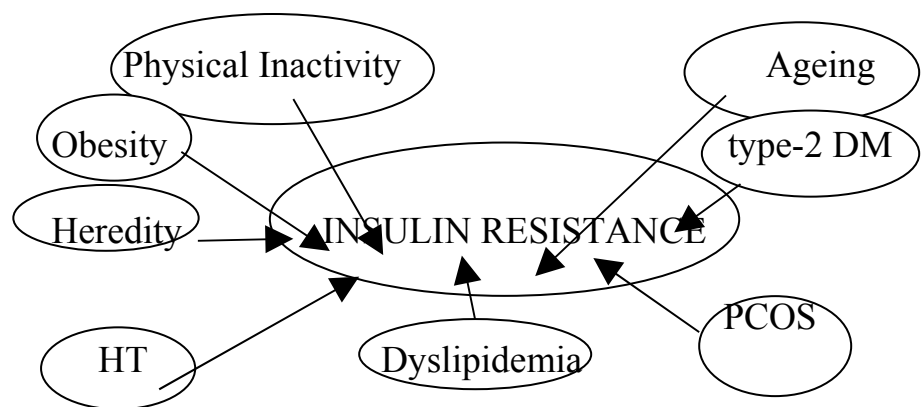 Physical Inactivity
Ageing
Obesity
type-2 DM
Heredity
INSULIN RESISTANCE
PCOS
HT
Dyslipidemia